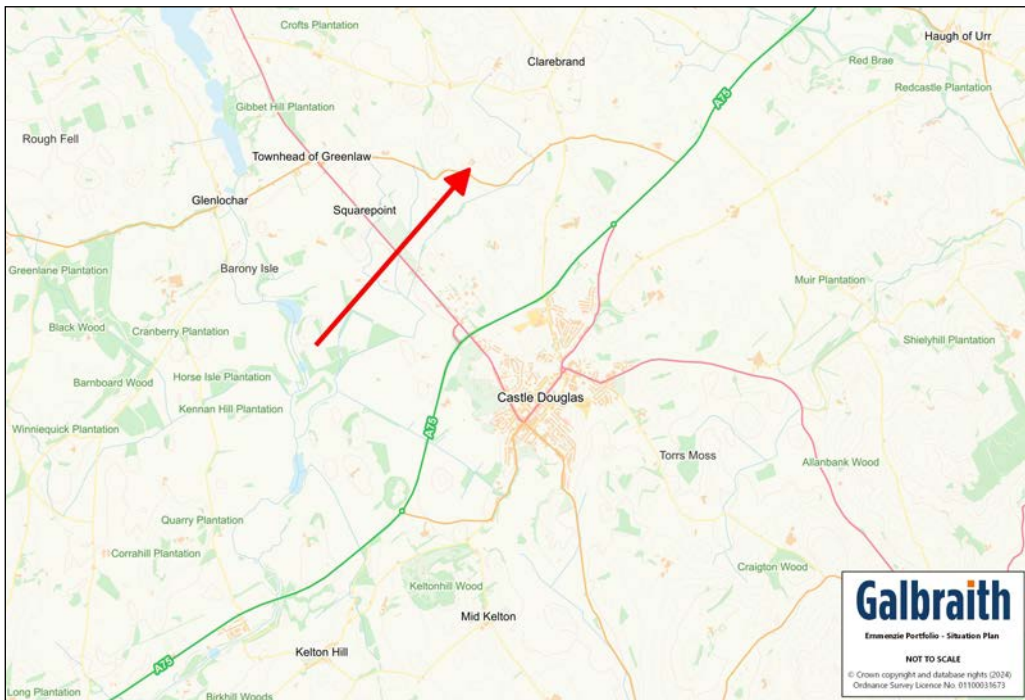 Crofts Plantation
Haugh of Urr
Clarebrand
Red Brae
A75
Redcastle Plantation
Gibbet Hill Plantation
Rough Fell
Townhead of Greenlaw
Glenlochar
Squarepoint
Greenlane Plantation
Barony Isle
Muir Plantation
Black Wood
Cranberry Plantation
Shielyhill Plantation
Horse Isle Plantation
Barnboard Wood
Castle Douglas
Kennan Hill Plantation
Winniequick Plantation
A75
Torrs Moss
Allanbank Wood
Quarry Plantation
Corrahill Plantation
Craigton Wood
Keltonhill Wood
Mid Kelton
Kelton Hill
A75
Long Plantation
Birkhill Woods
Galbraith
Ernmenzie Portfolio - Situation Plan
NOT TO SCALE
© Crown copyright and database rights (2024)
Ordnance Survey Licence No. 01100031673